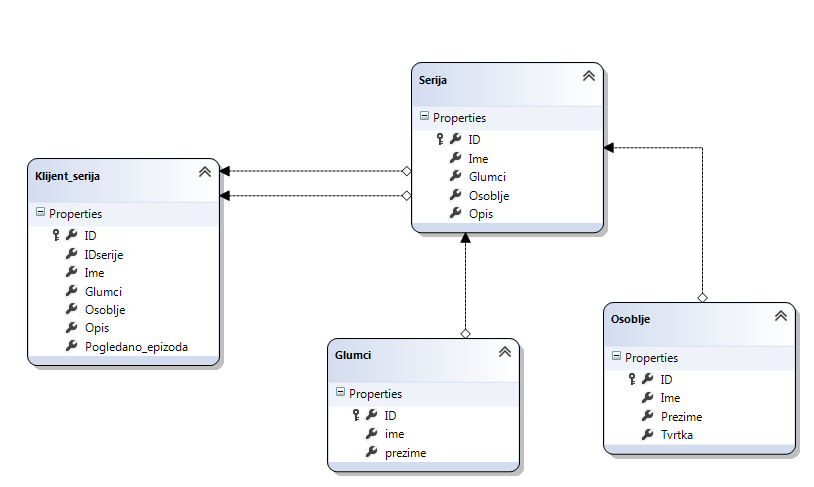 Serija
Properties
ID
Ime
Glumci
Osoblje
Opis
Klijent_serija
Properties
ID
IDserije
Ime
Glumci
Osoblje
Opis
Pogledano_epizoda
Glumci
Properties
ID
ime
prezime
Osoblje
Properties
ID
Ime
Prezime
Tvrtka